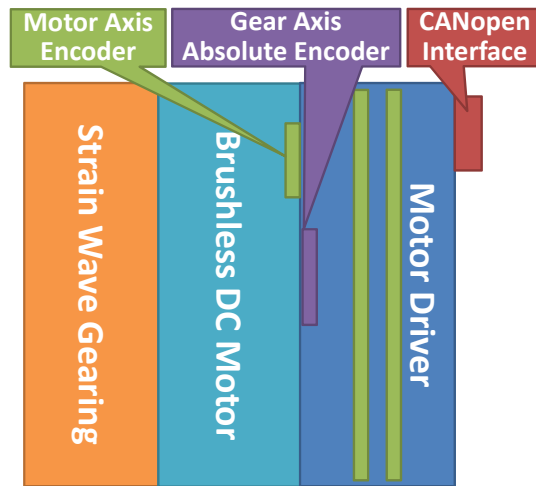 Motor Axis
Encoder
Gear Axis
Absolute Encoder
CANopen
Interface
Strain Wave Gearing
Brushless DC Motor
Motor Driver